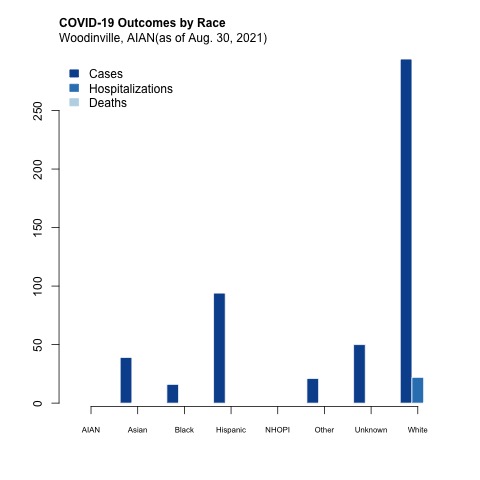 COVID-19 Outcomes by Race
Woodinville, AIAN(as of Aug. 30, 2021)
Cases
Hospitalizations
Deaths
250
200
150
100
50
0
AIAN Asian Black Hispanic NHOPI Other Unknown White